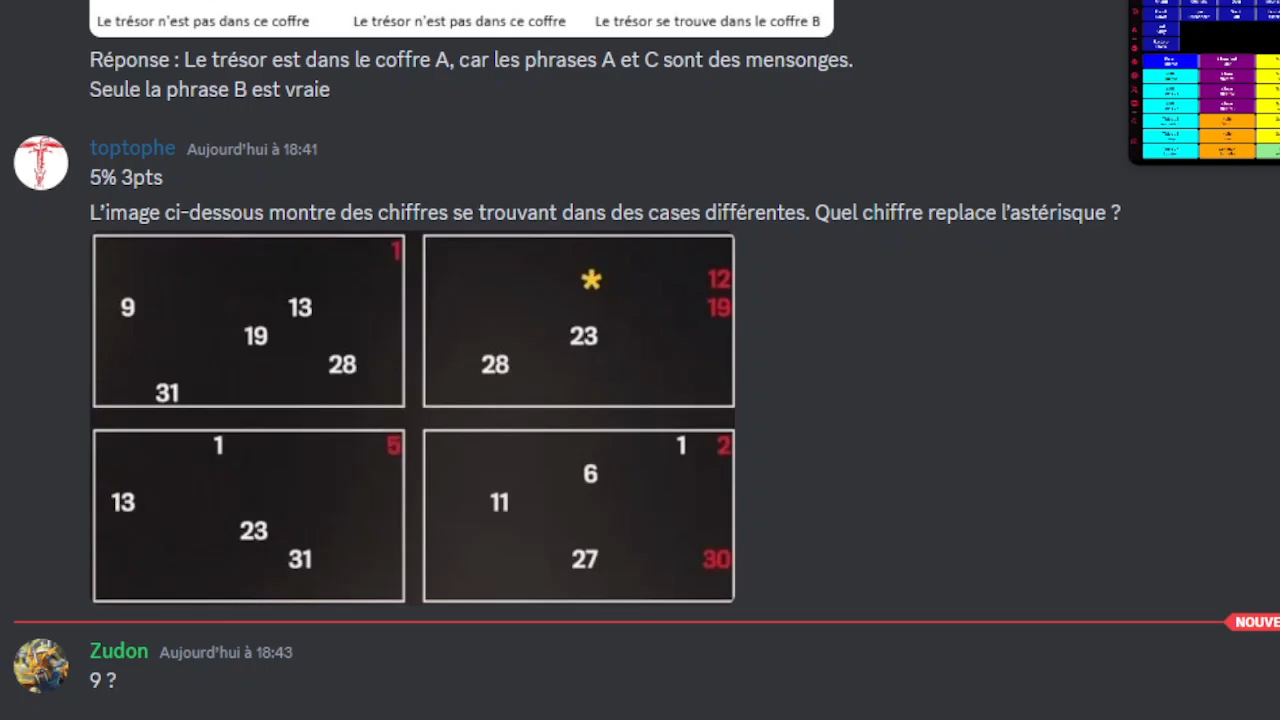 Le trésor n'est pas dans ce coffre Le trésor n'est pas dans ce coffre Le trésor se trouve dans le coffre B
Réponse : Le trésor est dans le coffre A, car les phrases A et C sont des mensonges.
Seule la phrase B est vraie
toptophe Aujourd'hui à 18:41
5% 3pts
L'image ci-dessous montre des chiffres se trouvant dans des cases différentes. Quel chiffre replace l'astérisque ?
1
9 13
19
28
31
* 12
19
23
28
1 5
13
23
31
1 2
6
11
27 30
NOUVE
Zudon Aujourd'hui à 18:43
9 ?